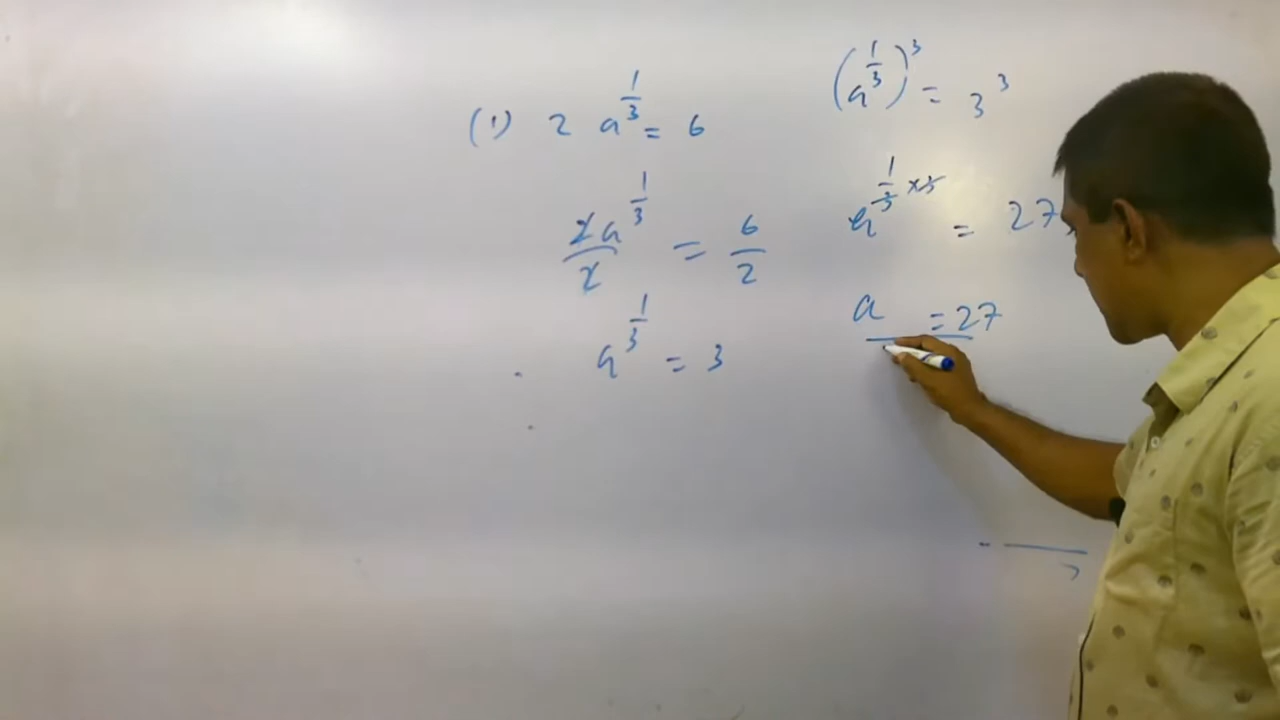 (1) 2 a^{1/3} = 6
2a^{1/3}/2 = 6/2
a^{1/3} = 3
(a^{1/3})^3 = 3^3
a^{1/3 ×3} = 27
a = 27